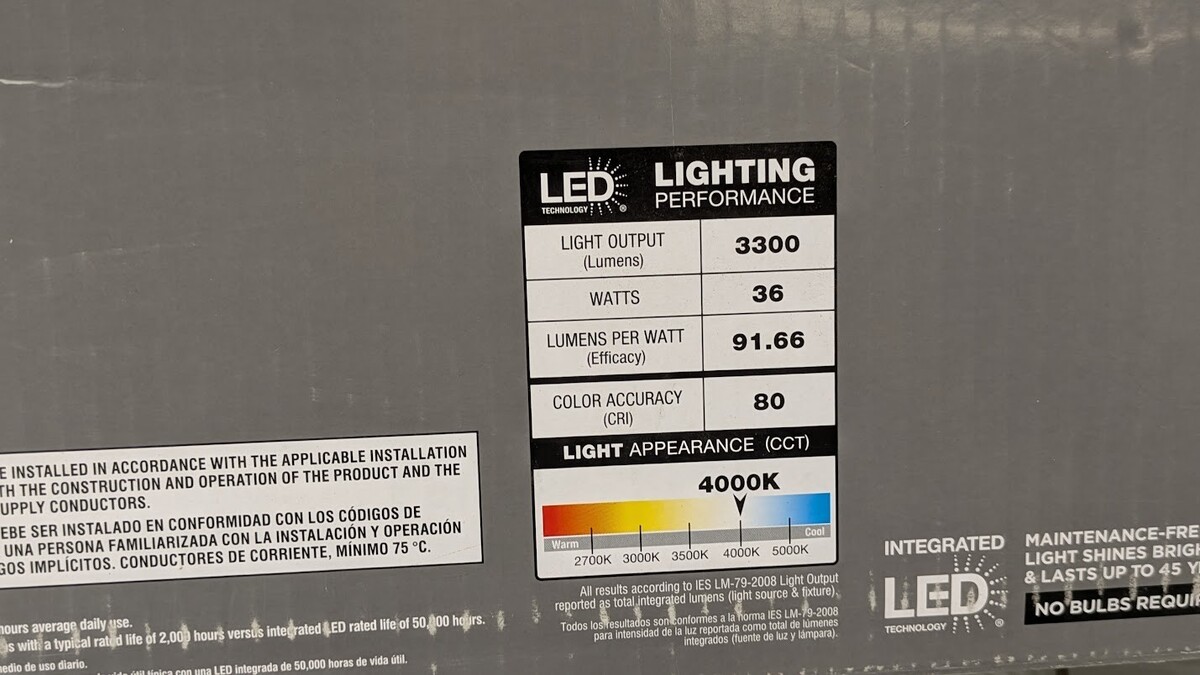 LED
TECHNOLOGY ®
LIGHTING
PERFORMANCE
LIGHT OUTPUT
(Lumens)
3300
WATTS
36
LUMENS PER WATT
(Efficacy)
91.66
COLOR ACCURACY
(CRI)
80
LIGHT APPEARANCE (CCT)
4000K
Warm
Cool
2700K 3000K 3500K 4000K 5000K
All results according to IES LM-79-2008 Light Output
reported as total integrated lumens (light source & fixture).
Todos los resultados son conformes a la norma IES LM-79-2008
para intensidad de la luz reportada como total de lúmenes
integrados (fuente de luz y lámpara).
E INSTALLED IN ACCORDANCE WITH THE APPLICABLE INSTALLATION
TH THE CONSTRUCTION AND OPERATION OF THE PRODUCT AND THE
UPPLY CONDUCTORS.
EBE SER INSTALADO EN CONFORMIDAD CON LOS CÓDIGOS DE
UNA PERSONA FAMILIARIZADA CON LA INSTALACIÓN Y OPERACIÓN
GOS IMPLÍCITOS. CONDUCTORES DE CORRIENTE, MÍNIMO 75 °C.
hours average daily use.
s with a typical rated life of 2,000 hours versus integrated LED rated life of 50,000 hours.
edio de uso diario.
útil típica con una LED integrada de 50,000 horas de vida útil.
INTEGRATED
LED
TECHNOLOGY ®
MAINTENANCE-FRE
LIGHT SHINES BRIGH
& LASTS UP TO 45 Y
NO BULBS REQUI